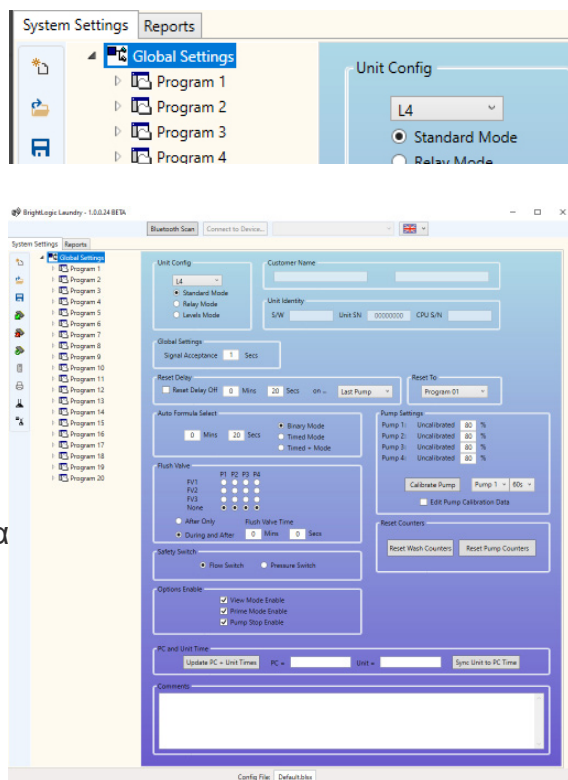 System Settings Reports
Global Settings
Program 1
Program 2
Program 3
Program 4
Unit Config
L4
Standard Mode
Relay Mode
BrightLogic Laundry - 1.0.0.24 BETA
Bluetooth Scan Connect to Device...
System Settings Reports
Global Settings
Program 1
Program 2
Program 3
Program 4
Program 5
Program 6
Program 7
Program 8
Program 9
Program 10
Program 11
Program 12
Program 13
Program 14
Program 15
Program 16
Program 17
Program 18
Program 19
Program 20
α
Unit Config
L4
Standard Mode
Relay Mode
Levels Mode
Customer Name
Unit Identity
S/W Unit SN 00000000 CPU S/N
Global Settings
Signal Acceptance 1 Secs
Reset Delay
Reset Delay Off 0 Mins 20 Secs on - Last Pump
Reset To
Program 01
Auto Formula Select
0 Mins 20 Secs
Binary Mode
Timed Mode
Timed + Mode
Pump Settings
Pump 1: Uncalibrated 80 %
Pump 2: Uncalibrated 80 %
Pump 3: Uncalibrated 80 %
Pump 4: Uncalibrated 80 %
Calibrate Pump Pump 1 60s
Edit Pump Calibration Data
Flush Valve
P1 P2 P3 P4
FV1
FV2
FV3
None
After Only Flush Valve Time
During and After 0 Mins 0 Secs
Reset Counters
Reset Wash Counters Reset Pump Counters
Safety Switch
Flow Switch Pressure Switch
Options Enable
View Mode Enable
Prime Mode Enable
Pump Stop Enable
PC and Unit Time
Update PC + Unit Times PC = Unit = Sync Unit to PC Time
Comments
Config File: Default.blsx